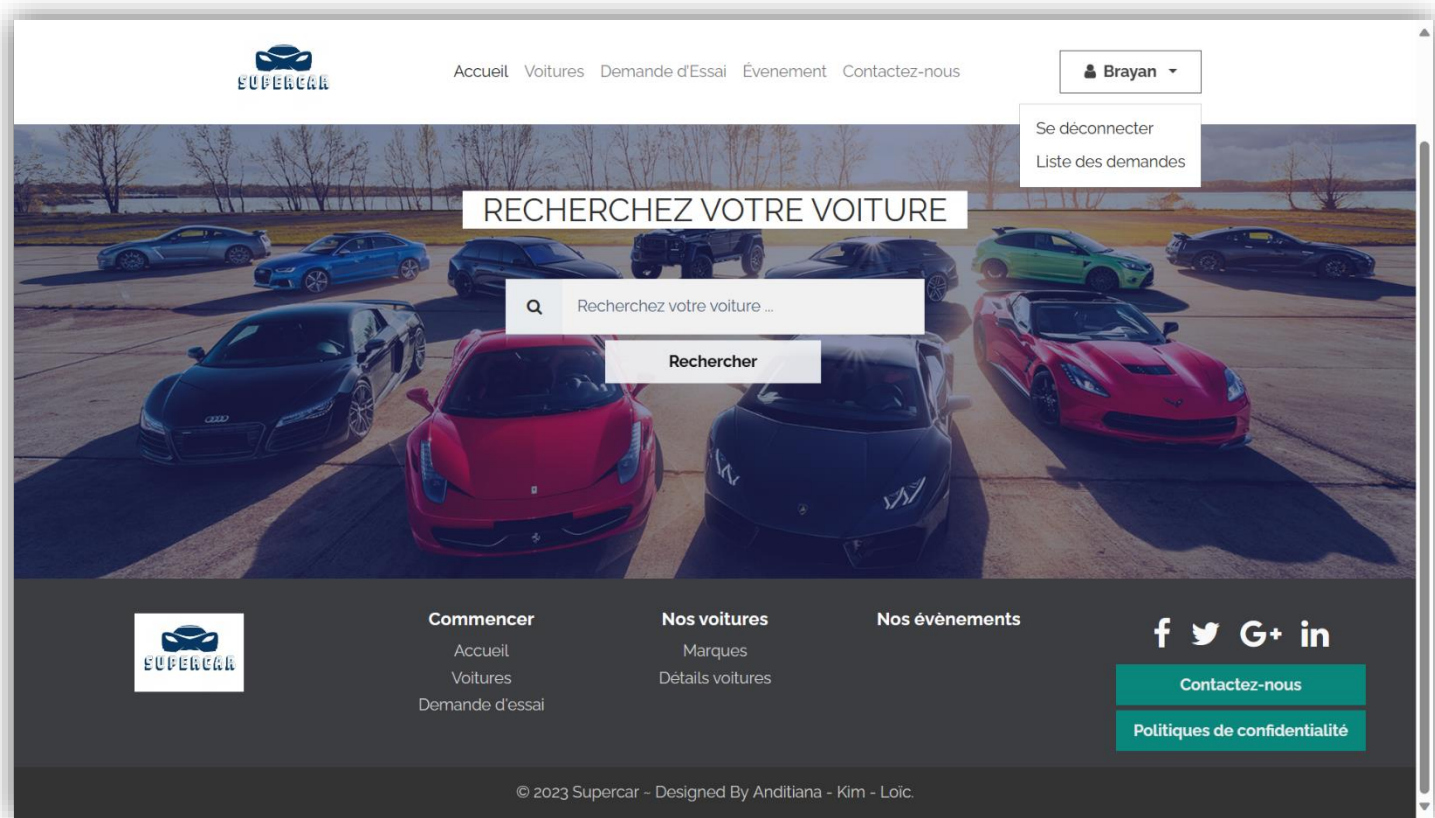 SUPERCAR
Accueil Voitures Demande d'Essai Évenement Contactez-nous
Brayan
Se déconnecter
Liste des demandes
RECHERCHEZ VOTRE VOITURE
Recherchez votre voiture ...
Rechercher
SUPERCAR
Commencer
Accueil
Voitures
Demande d'essai
Nos voitures
Marques
Détails voitures
Nos évènements
f G+ in
Contactez-nous
Politiques de confidentialité
© 2023 Supercar ~ Designed By Anditiana - Kim - Loïc.